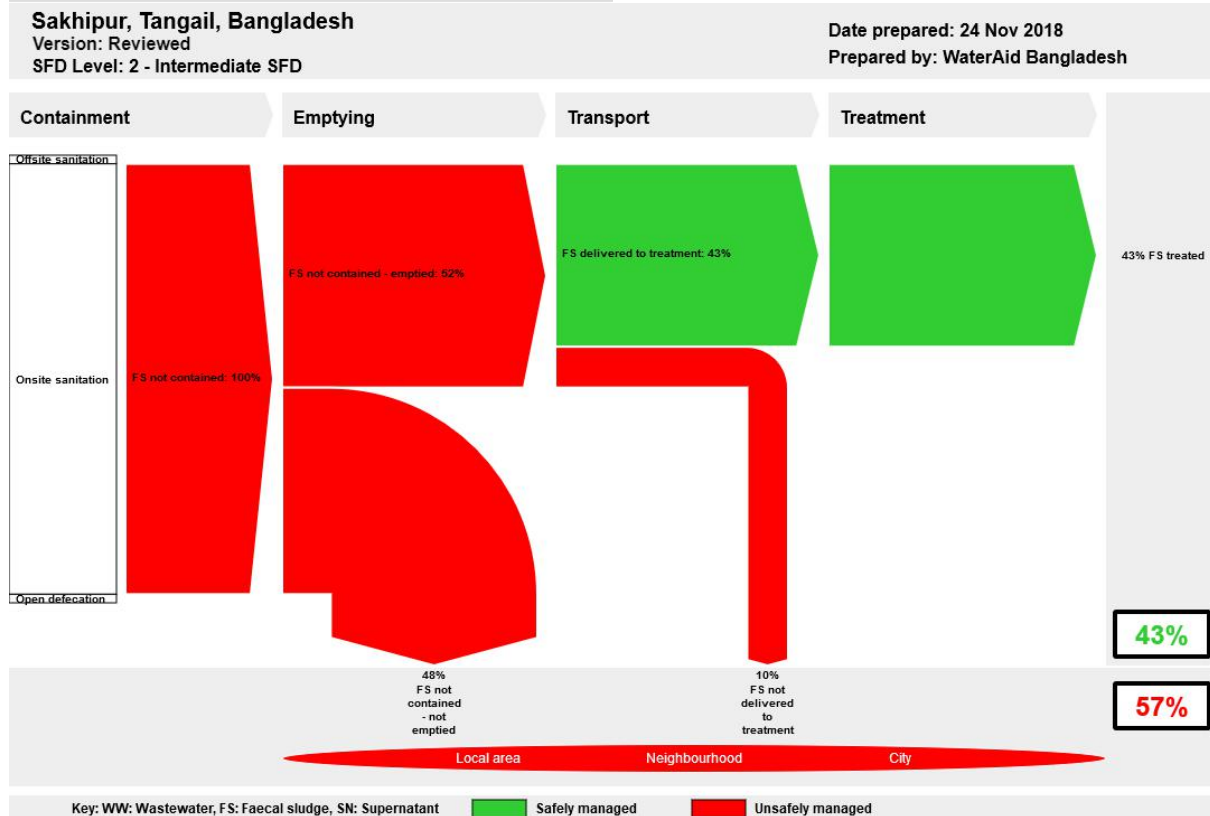 Sakhipur, Tangail, Bangladesh
Version: Reviewed
SFD Level: 2 - Intermediate SFD
Date prepared: 24 Nov 2018
Prepared by: WaterAid Bangladesh
Containment
Emptying
Transport
Treatment
Offsite sanitation
FS delivered to treatment: 43%
43% FS treated
FS not contained - emptied: 52%
Onsite sanitation
FS not contained: 100%
Open defecation
43%
48%
FS not
contained
- not
emptied
10%
FS not
delivered
to
treatment
57%
Local area
Neighbourhood
City
Key: WW: Wastewater, FS: Faecal sludge, SN: Supernatant
Safely managed
Unsafely managed